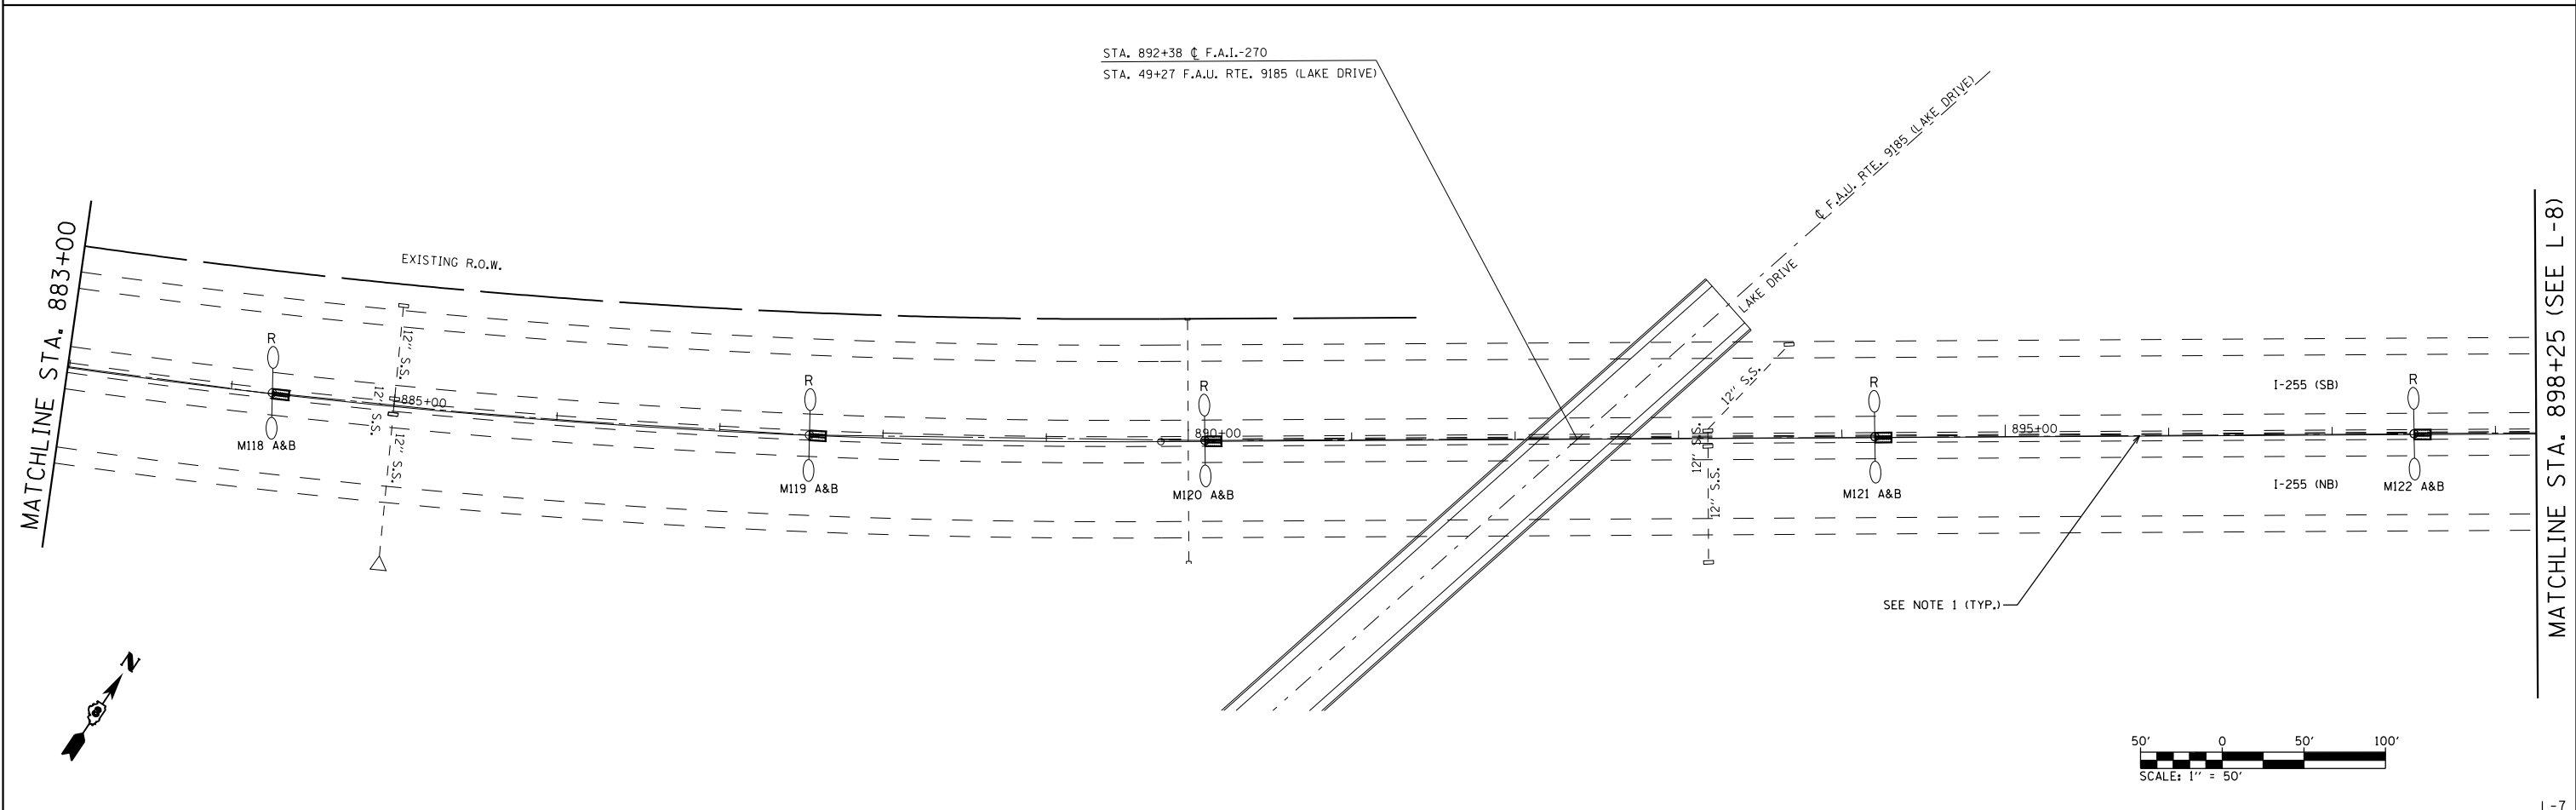 STA. 892+38 ℄ F.A.I.-270
STA. 49+27 F.A.U. RTE. 9185 (LAKE DRIVE)
℄ F.A.U. RTE. 9185 (LAKE DRIVE)
LAKE DRIVE
MATCHLINE STA. 883+00
EXISTING R.O.W.
12" S.S.
12" S.S.
12" S.S.
885+00
R
M118 A&B
R
M119 A&B
R
M120 A&B
890+00
12" S.S.
12" S.S.
12" S.S.
R
M121 A&B
895+00
I-255 (SB)
I-255 (NB)
R
M122 A&B
SEE NOTE 1 (TYP.)
MATCHLINE STA. 898+25 (SEE L-8)
N
50' 0 50' 100'
SCALE: 1" = 50'
L-7